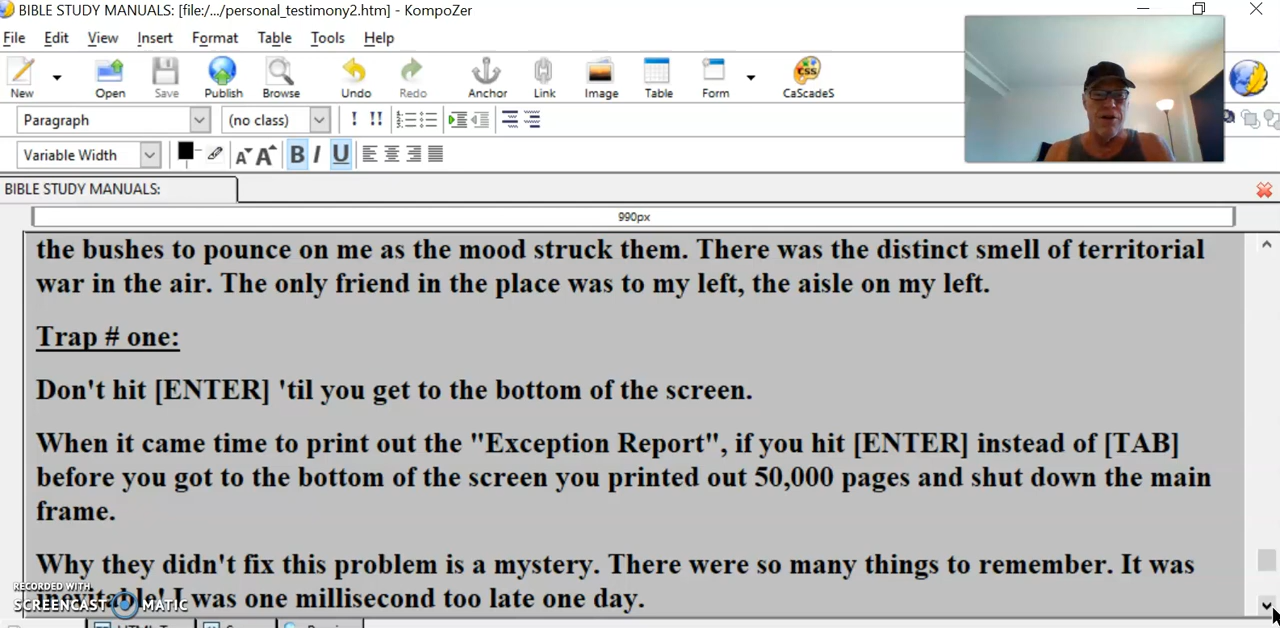 BIBLE STUDY MANUALS: [file:/.../personal_testimony2.htm] - KompoZer
File Edit View Insert Format Table Tools Help
New Open Save Publish Browse Undo Redo Anchor Link Image Table Form CaScadeS
Paragraph (no class) ! !!
Variable Width A A B I U
BIBLE STUDY MANUALS:
990px
the bushes to pounce on me as the mood struck them. There was the distinct smell of territorial
war in the air. The only friend in the place was to my left, the aisle on my left.
Trap # one:
Don't hit [ENTER] 'til you get to the bottom of the screen.
When it came time to print out the "Exception Report", if you hit [ENTER] instead of [TAB]
before you got to the bottom of the screen you printed out 50,000 pages and shut down the main
frame.
Why they didn't fix this problem is a mystery. There were so many things to remember. It was
inevitable! I was one millisecond too late one day.
RECORDED WITH
SCREENCAST MATIC